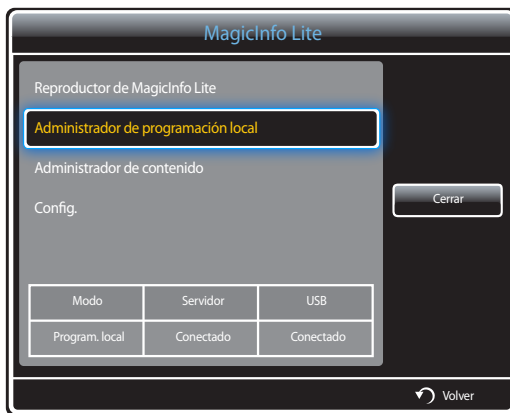 MagicInfo Lite
Reproductor de MagicInfo Lite
Administrador de programación local
Administrador de contenido
Config.
Cerrar
Modo Servidor USB
Program. local Conectado Conectado
Volver